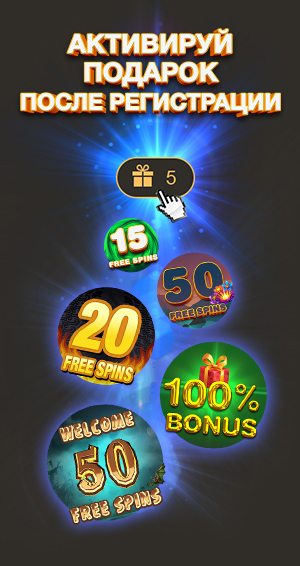 АКТИВИРУЙ
ПОДАРОК
ПОСЛЕ РЕГИСТРАЦИИ
5
15
FREE SPINS
50
FREE SPINS
20
FREE SPINS
100%
BONUS
WELCOME
50
FREE SPINS